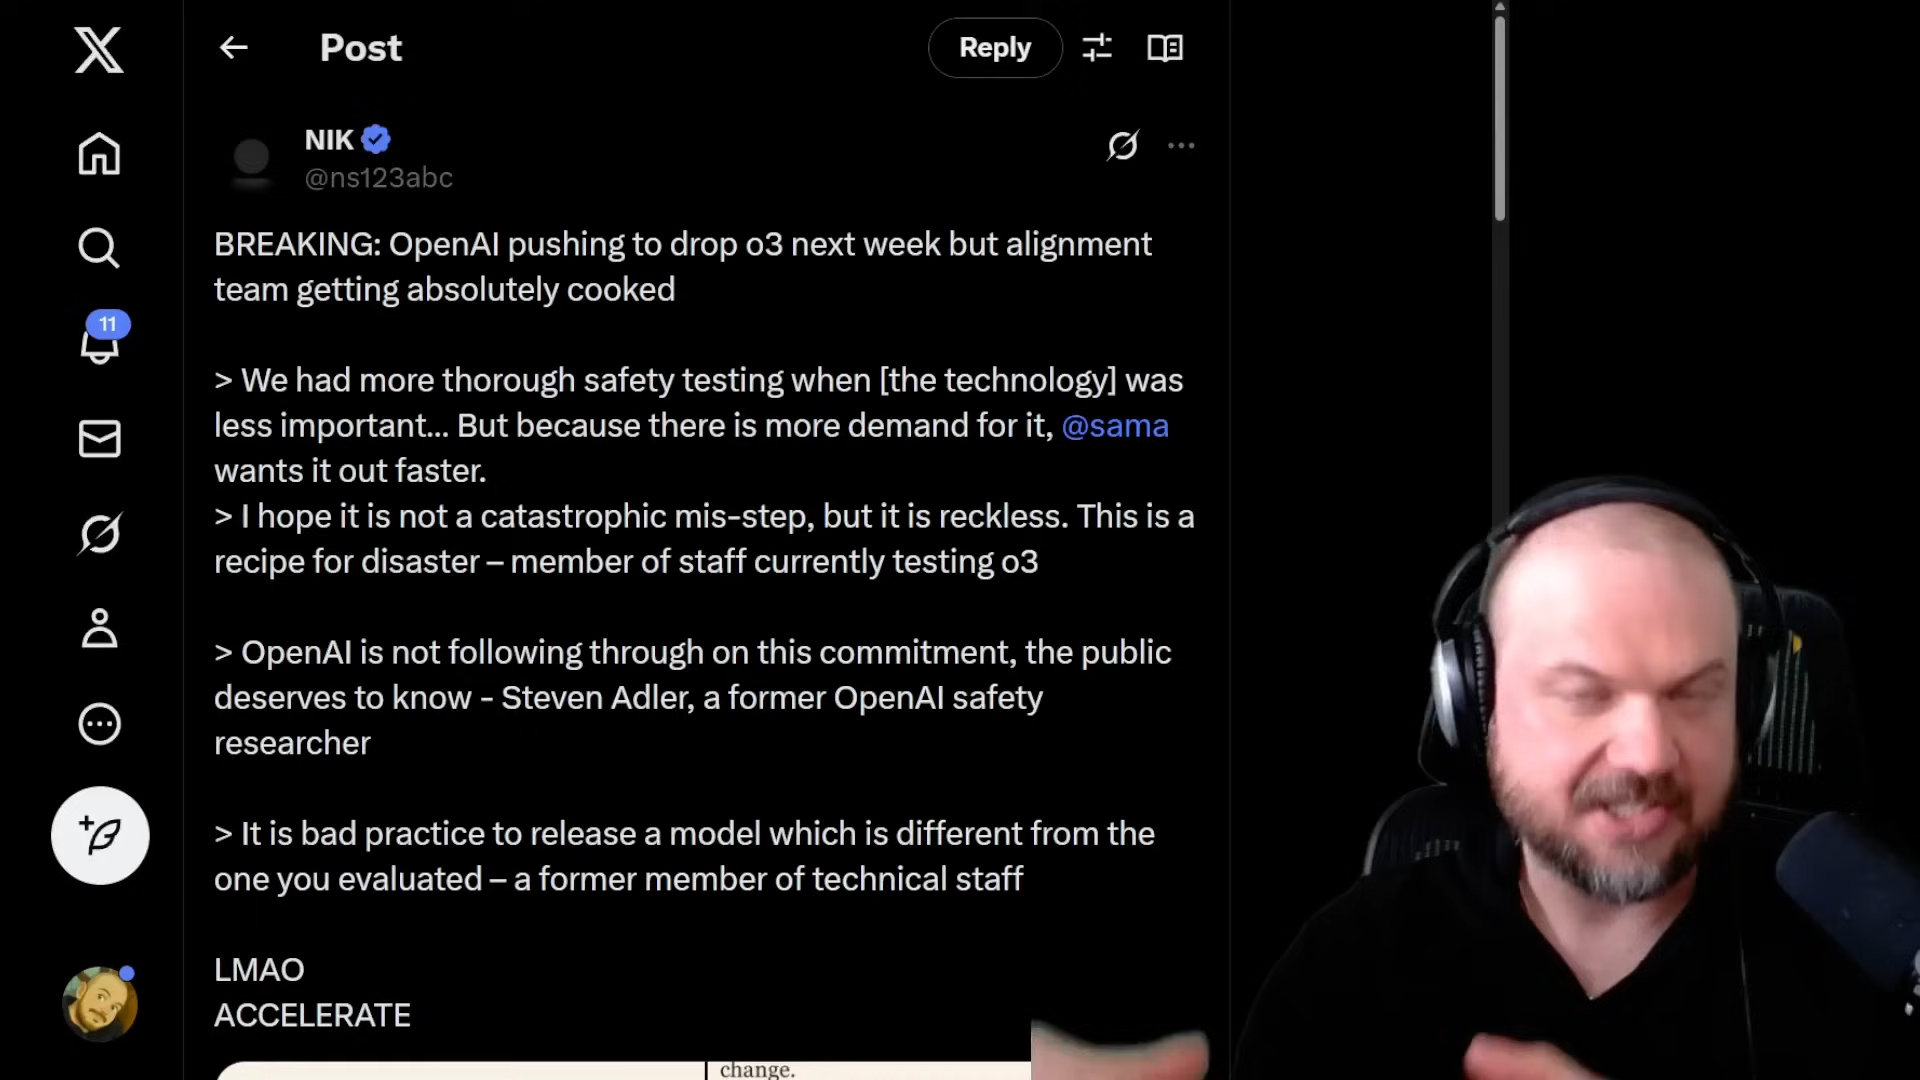 Post
Reply
NIK
@ns123abc
11
BREAKING: OpenAI pushing to drop o3 next week but alignment
team getting absolutely cooked
> We had more thorough safety testing when [the technology] was
less important... But because there is more demand for it, @sama
wants it out faster.
> I hope it is not a catastrophic mis-step, but it is reckless. This is a
recipe for disaster – member of staff currently testing o3
> OpenAI is not following through on this commitment, the public
deserves to know - Steven Adler, a former OpenAI safety
researcher
> It is bad practice to release a model which is different from the
one you evaluated – a former member of technical staff
LMAO
ACCELERATE
change.